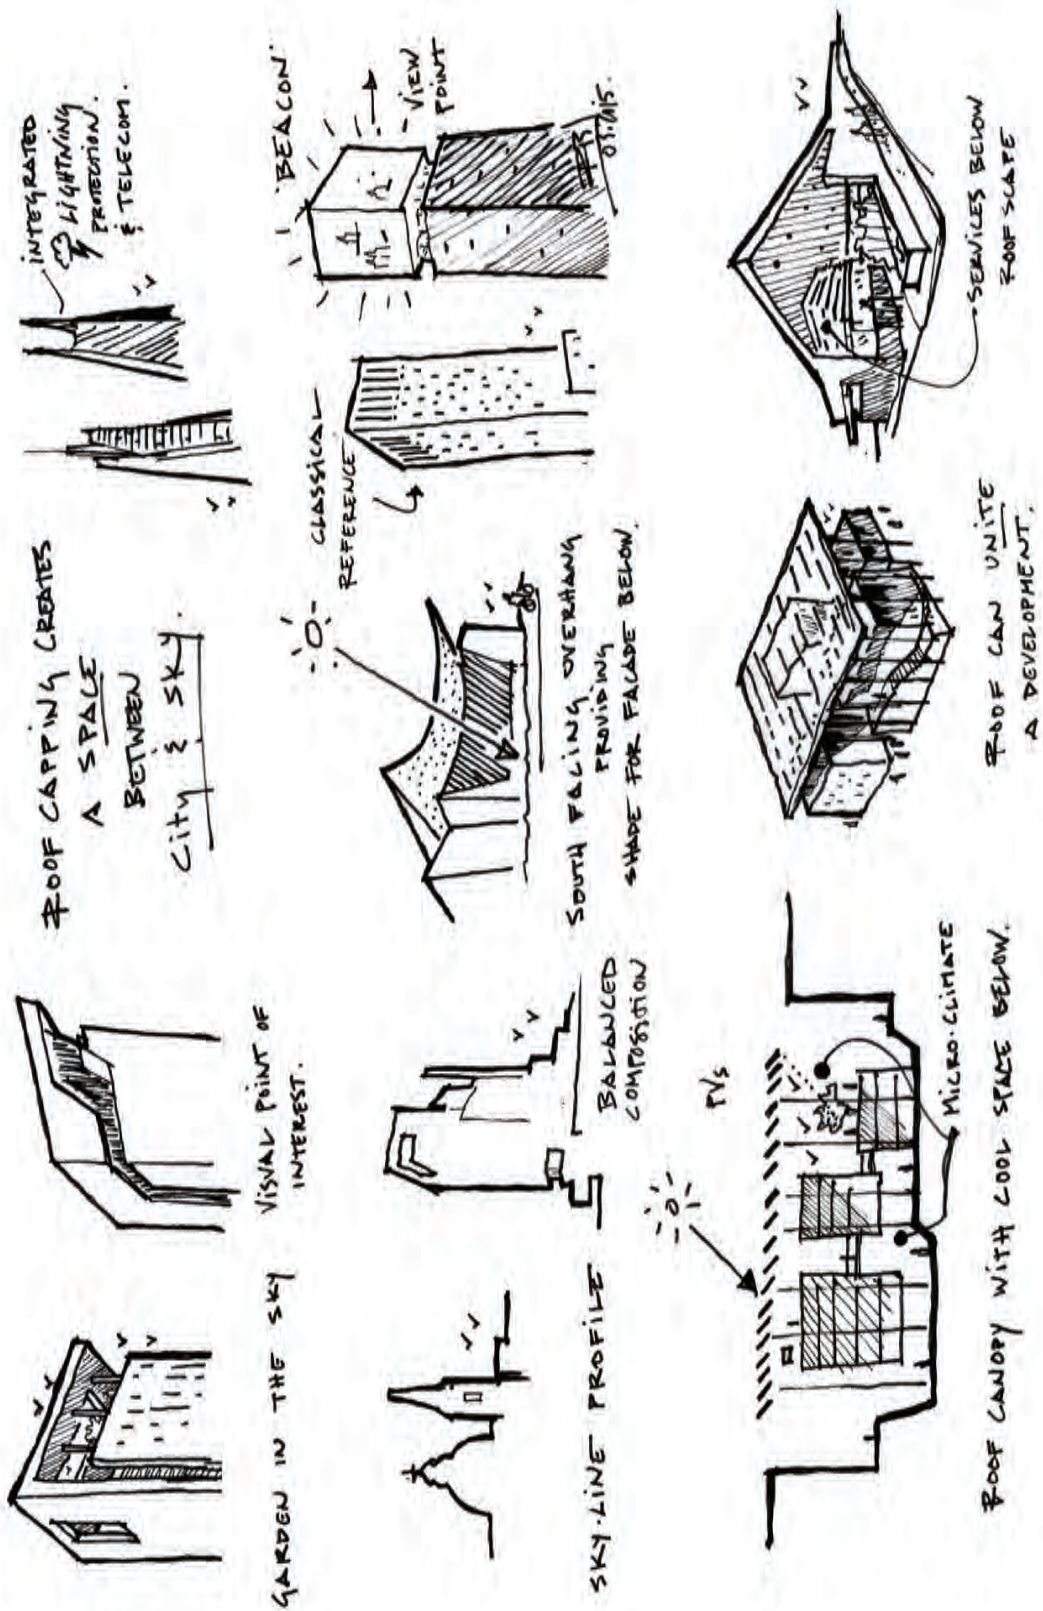 ROOF CAPPING CREATES
A SPACE
BETWEEN
City & SKY.
INTEGRATED
LIGHTNING
PROTECTION.
& TELECOM.
GARDEN IN THE SKY
VISUAL POINT OF
INTEREST.
CLASSICAL
REFERENCE
'BEACON'
VIEW
POINT
SKY-LINE PROFILE
BALANCED
COMPOSITION
SOUTH FACING OVERHANG
PROVIDING
SHADE FOR FACADE BELOW.
PVs
MICRO-CLIMATE
ROOF CANOPY WITH COOL SPACE BELOW.
ROOF CAN UNITE
A DEVELOPMENT.
SERVICES BELOW
ROOF SCAPE